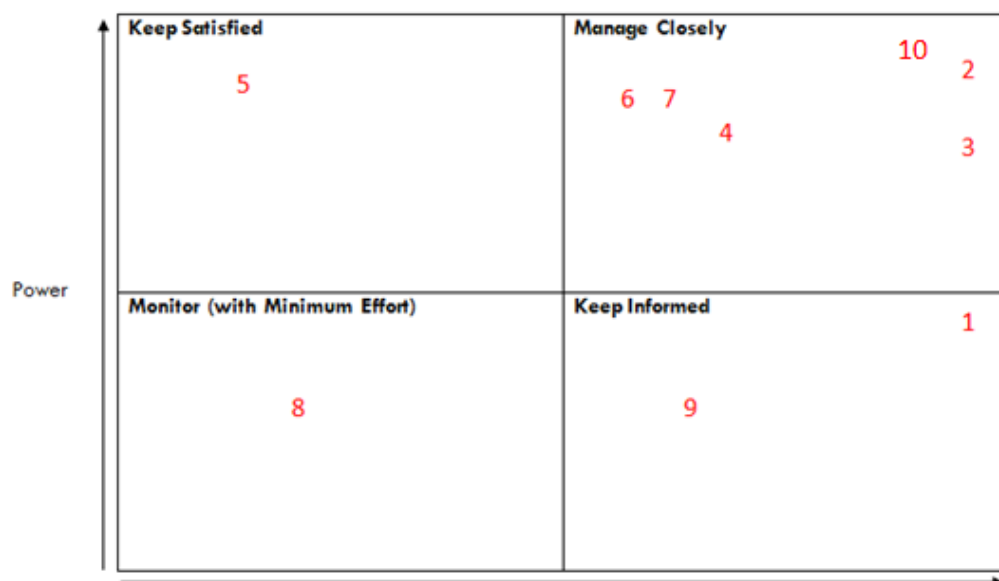 Keep Satisfied
Manage Closely
10
2
5
6 7
4
3
Power
Monitor (with Minimum Effort)
Keep Informed
1
8
9